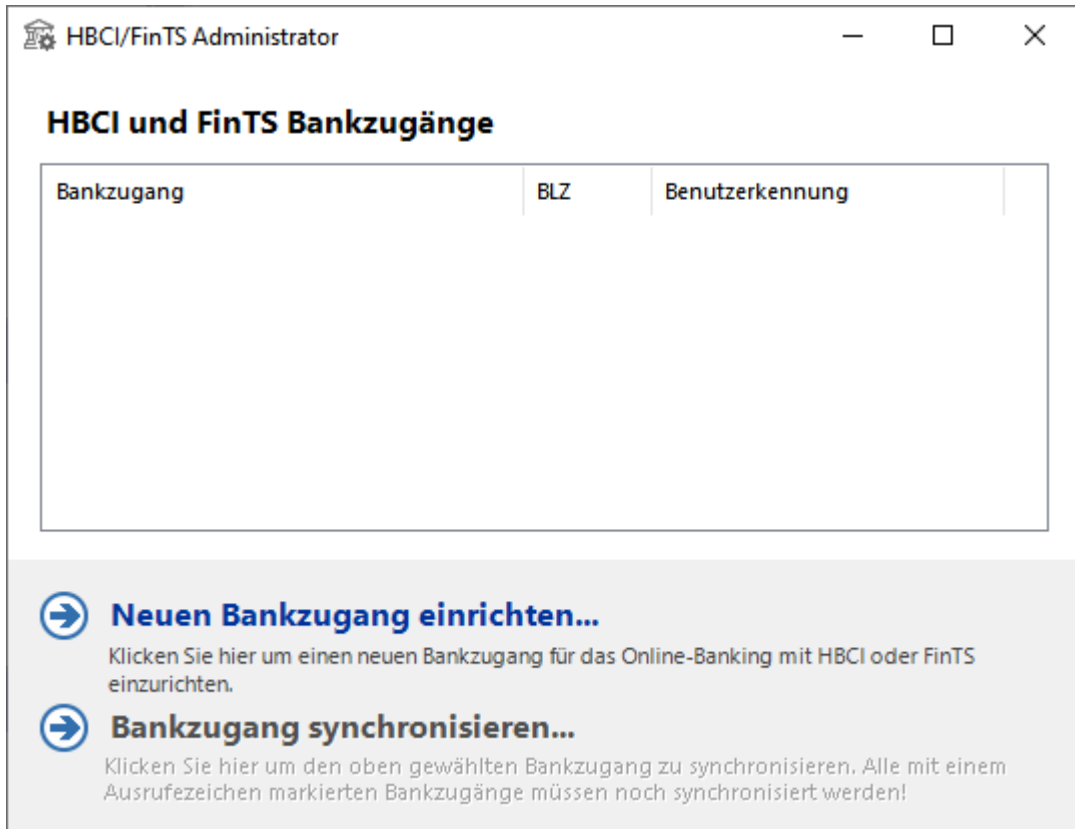 HBCI/FinTS Administrator
HBCI und FinTS Bankzugänge
Bankzugang BLZ Benutzerkennung
Neuen Bankzugang einrichten...
Klicken Sie hier um einen neuen Bankzugang für das Online-Banking mit HBCI oder FinTS
einzurichten.
Bankzugang synchronisieren...
Klicken Sie hier um den oben gewählten Bankzugang zu synchronisieren. Alle mit einem
Ausrufezeichen markierten Bankzugänge müssen noch synchronisiert werden!